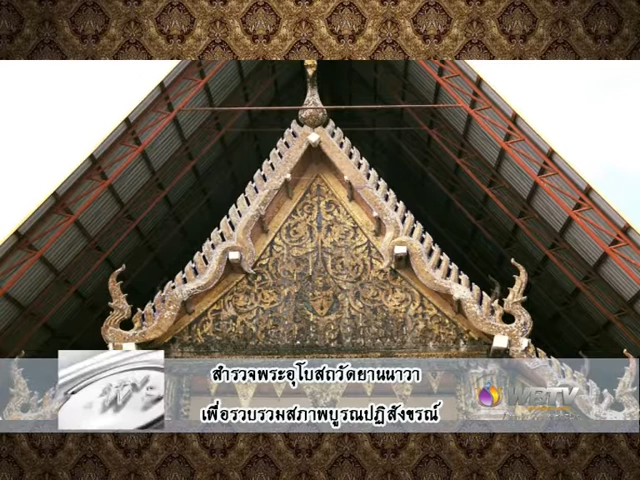 สำรวจพระอุโบสถวัดยานนาวา
เพื่อรวบรวมสภาพบูรณปฏิสังขรณ์
WBTV